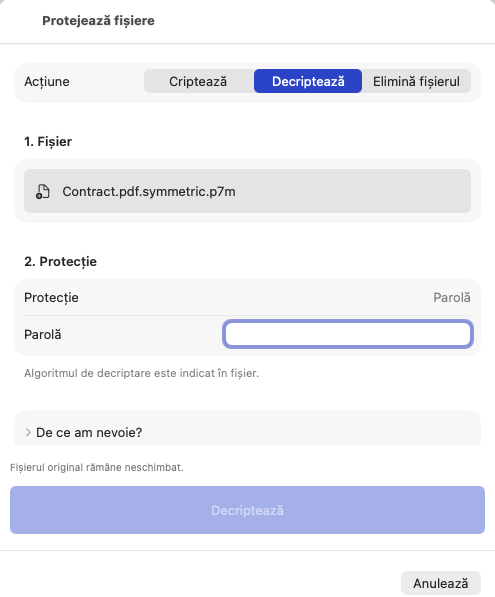 Protejează fișiere
Acțiune
Criptează
Decriptează
Elimină fișierul
1. Fișier
Contract.pdf.symmetric.p7m
2. Protecție
Protecție
Parolă
Parolă
Algoritmul de decriptare este indicat în fișier.
De ce am nevoie?
Fișierul original rămâne neschimbat.
Decriptează
Anulează